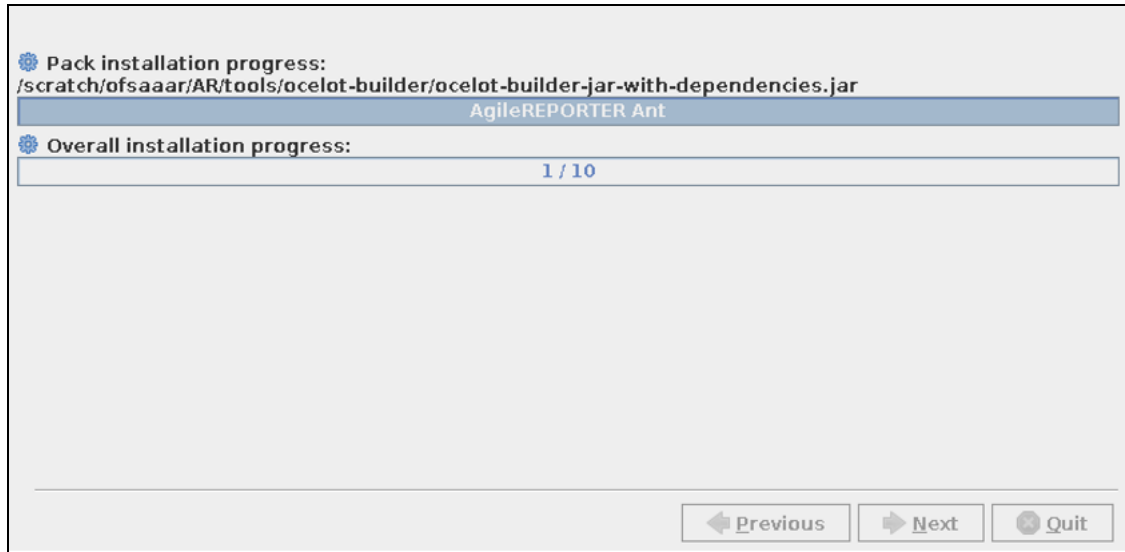 Pack installation progress:
/scratch/ofsaaar/AR/tools/ocelot-builder/ocelot-builder-jar-with-dependencies.jar
AgileREPORTER Ant
Overall installation progress:
1 / 10
Previous Next Quit